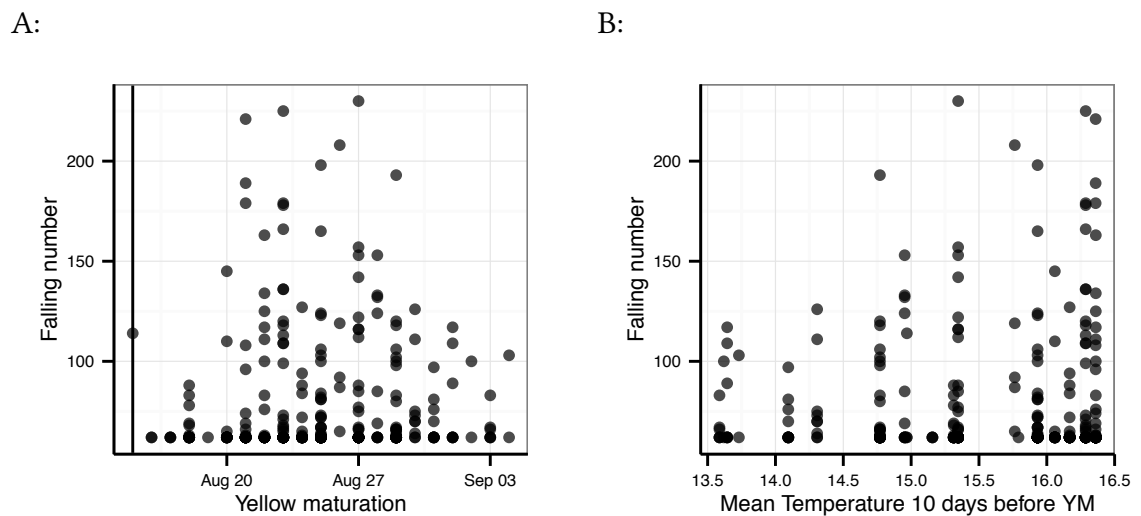 A:
B:
200
150
100
Falling number
Aug 20
Aug 27
Sep 03
Yellow maturation
200
150
100
Falling number
13.5
14.0
14.5
15.0
15.5
16.0
16.5
Mean Temperature 10 days before YM